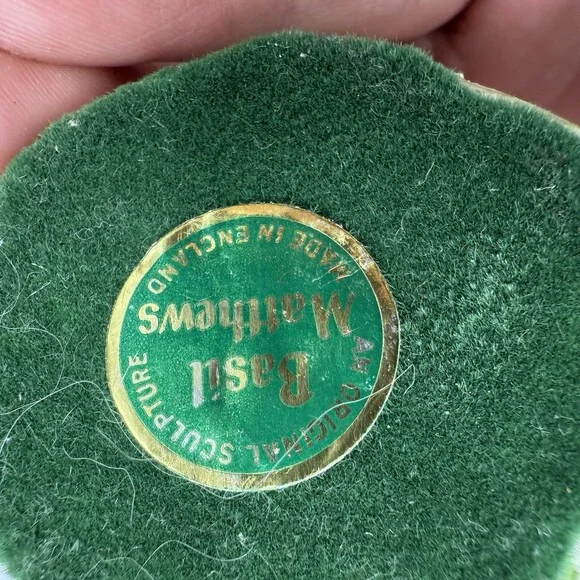 AN ORIGINAL SCULPTURE
Basil
Matthews
MADE IN ENGLAND